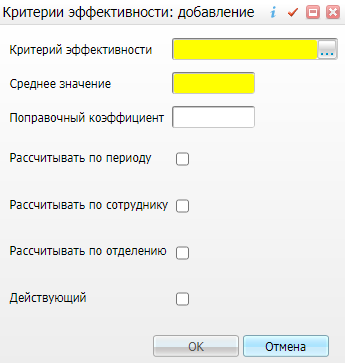 Критерии эффективности: добавление
Критерий эффективности
...
Среднее значение
Поправочный коэффициент
Рассчитывать по периоду
Рассчитывать по сотруднику
Рассчитывать по отделению
Действующий
OK
Отмена